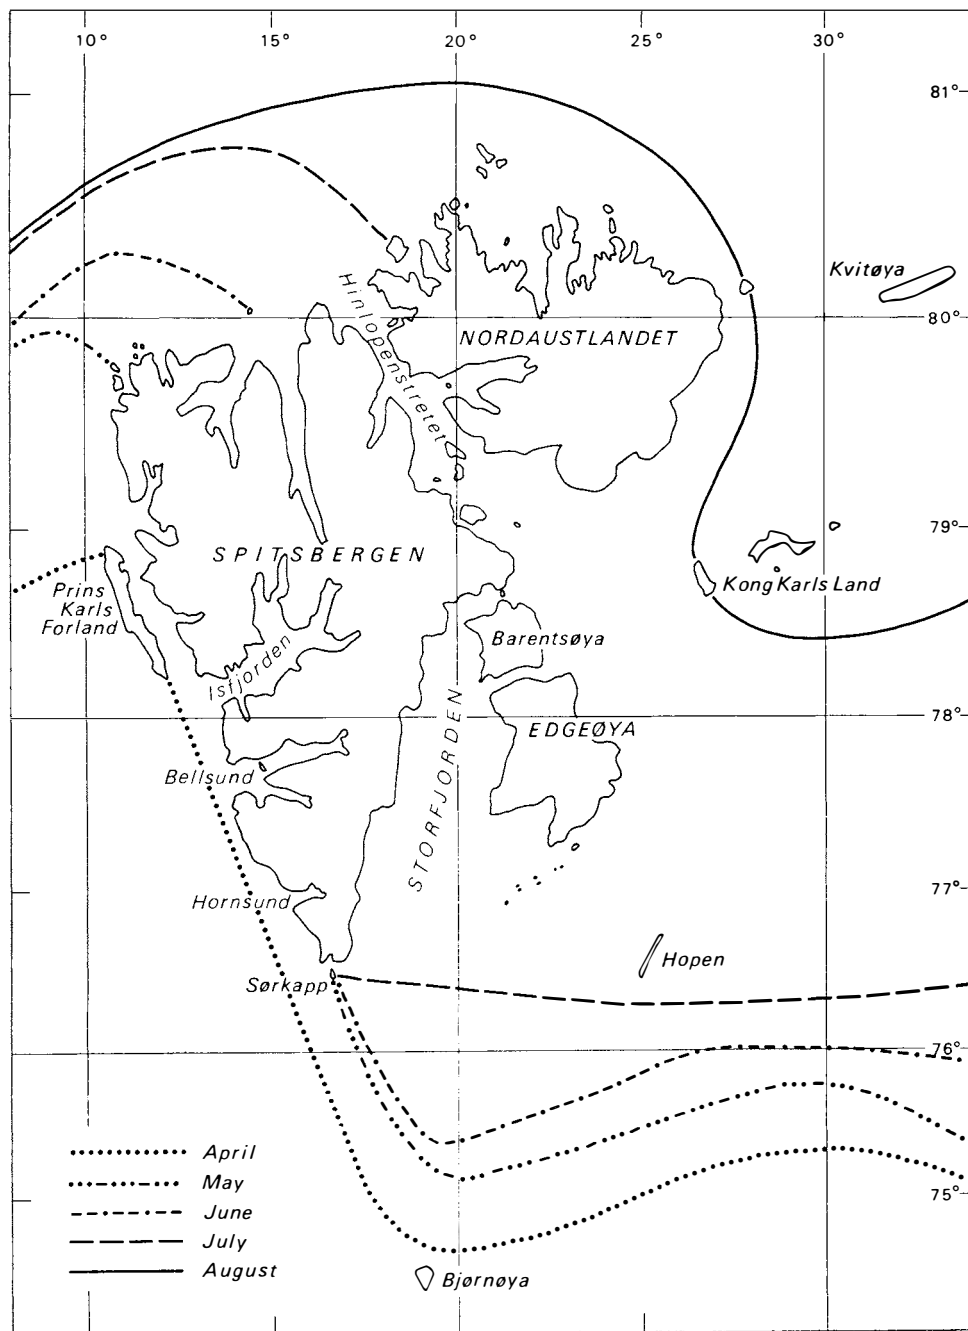 10° 15° 20° 25° 30°
81°
Kvitøya
Hinlopenstretet
80°
NORDAUSTLANDET
79°
SPITSBERGEN
Prins
Karls
Forland
Kong Karls Land
Barentsøya
Isfjorden
78°
EDGEØYA
STORFJORDEN
Bellsund
77°
Hornsund
Hopen
Sørkapp
76°
April
May
75°
June
July
August
Bjørnøya